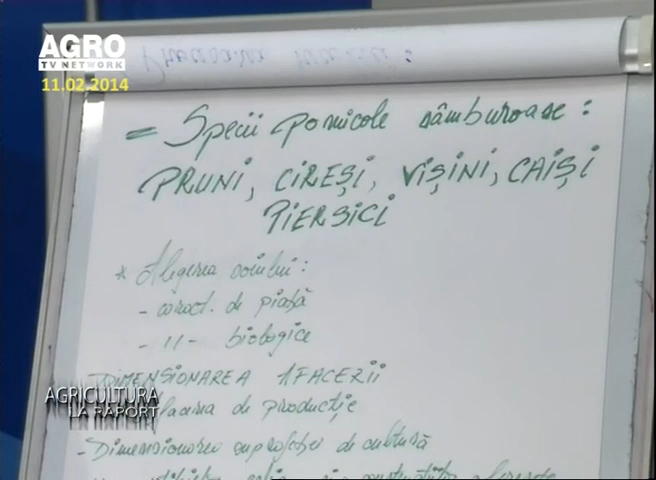 AGRO
TV NETWORK
11.02.2014
= Specii pomicole sâmburoase :
PRUNI, CIREȘI, VIȘINI, CAIȘI
PIERSICI
* Alegerea soiului :
- caract. de piață
- 11 - biologice
DIMENSIONAREA AFACERII
de producție
- Dimensionarea suprafeței de cultură
AGRICULTURA
LA RAPORT